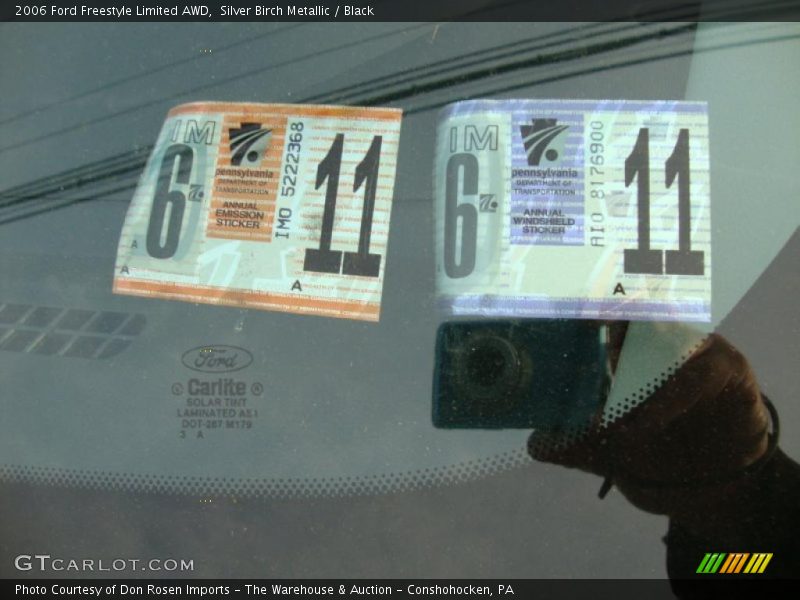 2006 Ford Freestyle Limited AWD,  Silver Birch Metallic / Black
IM
6
pennsylvania
DEPARTMENT OF
TRANSPORTATION
ANNUAL
EMISSION
STICKER
IM0 5222368
11
A
A
A
IM
6
pennsylvania
DEPARTMENT OF
TRANSPORTATION
ANNUAL
WINDSHIELD
STICKER
AI0 8176900
11
A
Ford
Carlite
SOLAR TINT
LAMINATED AS1
DOT-287 M179
3 A
GTCARLOT.COM
Photo Courtesy of Don Rosen Imports - The Warehouse & Auction - Conshohocken, PA